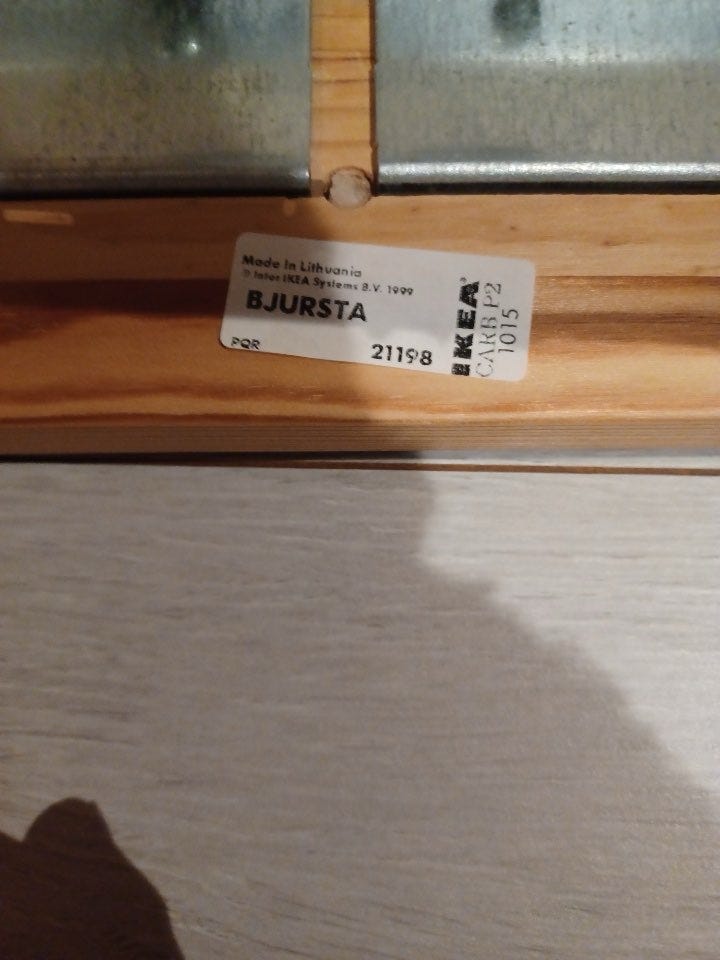 Made in Lithuania
© Inter IKEA Systems B.V. 1999
BJURSTA
PQR
21198
IKEA®
CARB P2
1015